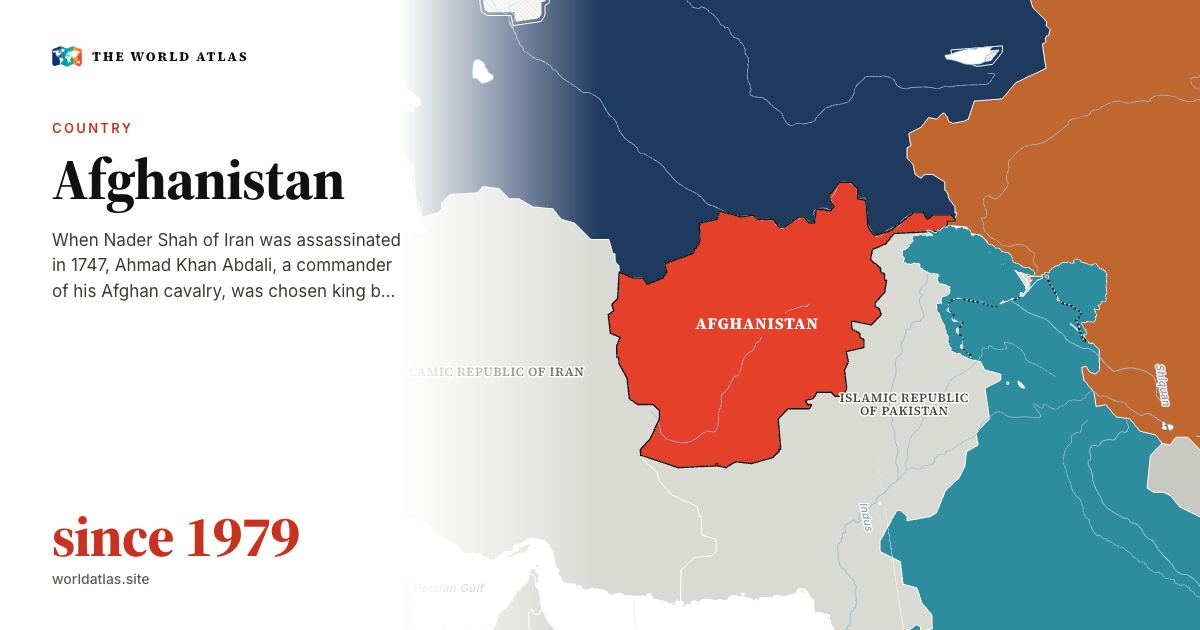 THE WORLD ATLAS
COUNTRY
Afghanistan
When Nader Shah of Iran was assassinated
in 1747, Ahmad Khan Abdali, a commander
of his Afghan cavalry, was chosen king b...
since 1979
worldatlas.site
AFGHANISTAN
LAMIC REPUBLIC OF IRAN
ISLAMIC REPUBLIC
OF PAKISTAN
Shiquan
Indus
Persian Gulf